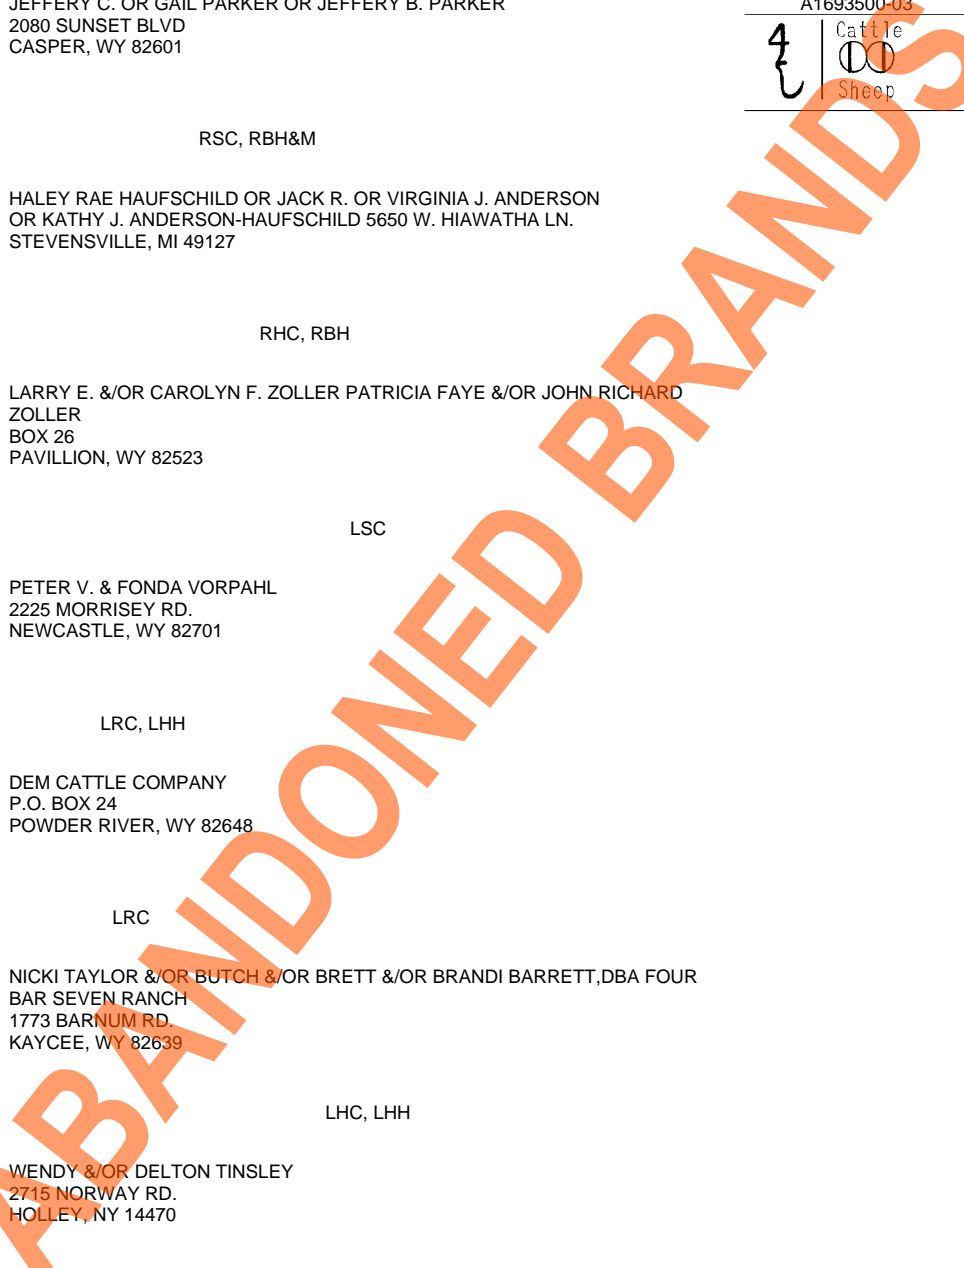 JEFFERY C. OR GAIL PARKER OR JEFFERY B. PARKER
2080 SUNSET BLVD
CASPER, WY 82601
A1693500-03
4
Cattle
Sheep
RSC, RBH&M
HALEY RAE HAUFSCHILD OR JACK R. OR VIRGINIA J. ANDERSON
OR KATHY J. ANDERSON-HAUFSCHILD 5650 W. HIAWATHA LN.
STEVENSVILLE, MI 49127
RHC, RBH
LARRY E. &/OR CAROLYN F. ZOLLER PATRICIA FAYE &/OR JOHN RICHARD
ZOLLER
BOX 26
PAVILLION, WY 82523
LSC
PETER V. & FONDA VORPAHL
2225 MORRISEY RD.
NEWCASTLE, WY 82701
LRC, LHH
DEM CATTLE COMPANY
P.O. BOX 24
POWDER RIVER, WY 82648
LRC
NICKI TAYLOR &/OR BUTCH &/OR BRETT &/OR BRANDI BARRETT,DBA FOUR
BAR SEVEN RANCH
1773 BARNUM RD.
KAYCEE, WY 82639
LHC, LHH
WENDY &/OR DELTON TINSLEY
2715 NORWAY RD.
HOLLEY, NY 14470
ABANDONED BRANDS